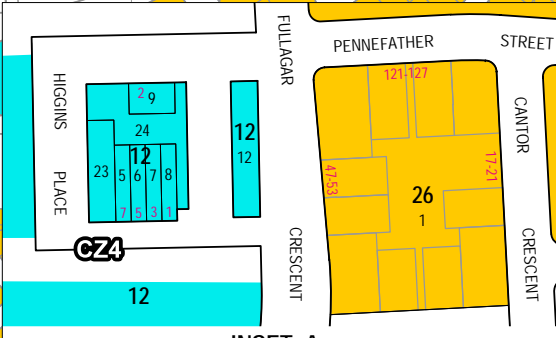 FULLAGAR
PENNEFATHER
STREET
121-127
HIGGINS
2 9
24
12
12
CANTOR
12
23
5 6 7 8
47-53
17-21
PLACE
7 5 3 1
26
1
CZ4
CRESCENT
CRESCENT
12